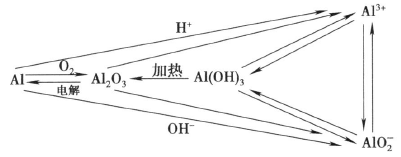 H⁺ Al³⁺
O₂ 加热
Al Al₂O₃ Al(OH)₃
电解
OH⁻ AlO₂⁻